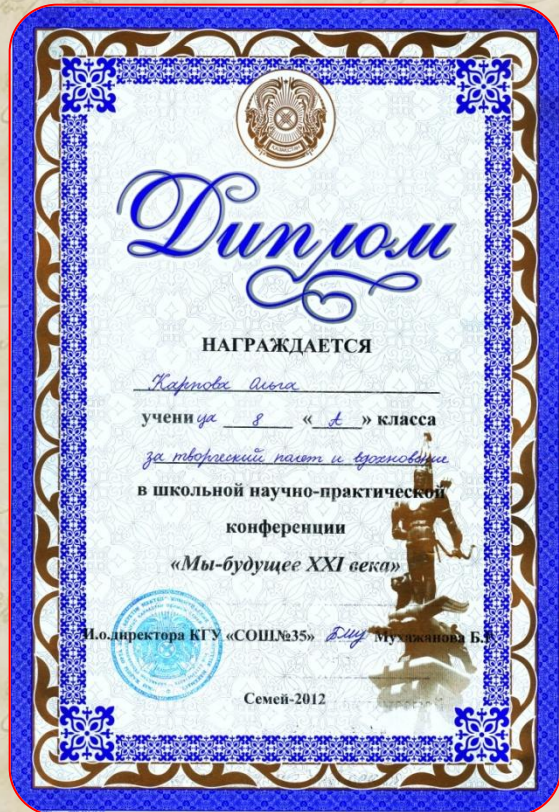 ҚАЗАҚСТАН
Диплом
НАГРАЖДАЕТСЯ
Карпова Ольга
ученица 8 « А » класса
за творческий полет и вдохновение
в школьной научно-практической
конференции
«Мы-будущее XXI века»
И.о.директора КГУ «СОШ№35» Мухажанова Б.
Семей-2012